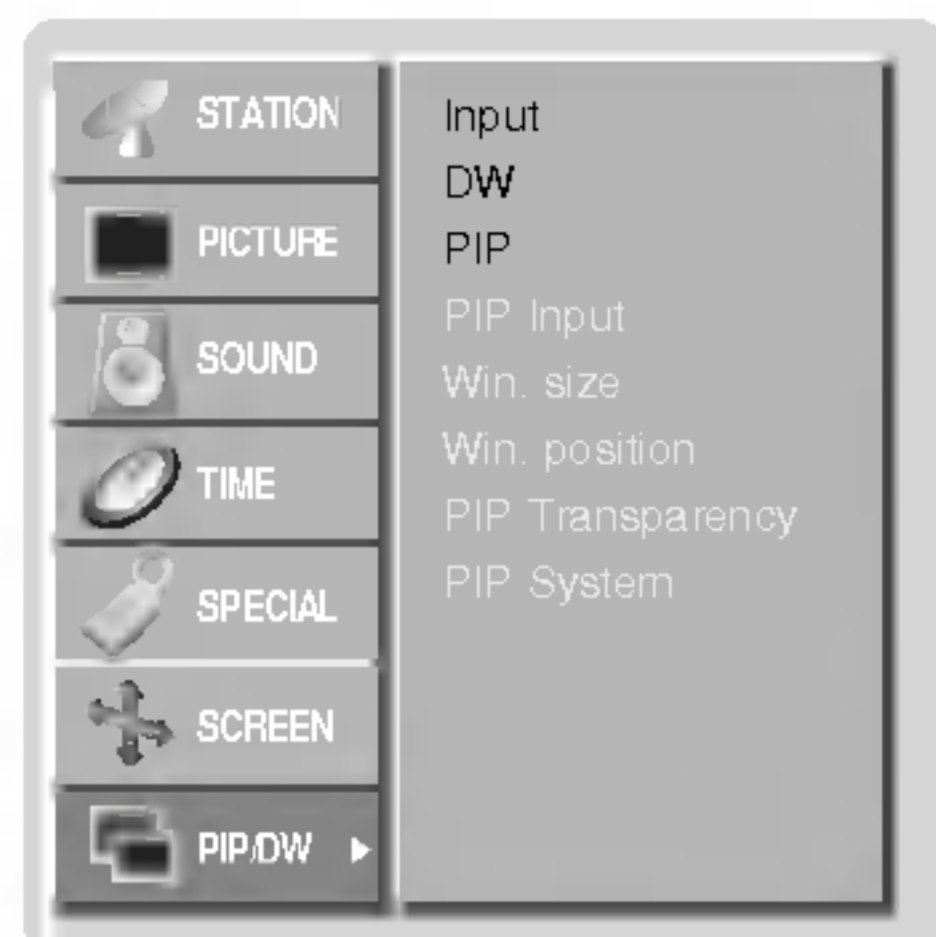 STATION
PICTURE
SOUND
TIME
SPECIAL
SCREEN
PIP/DW
Input
DW
PIP
PIP Input
Win. size
Win. position
PIP Transparency
PIP System